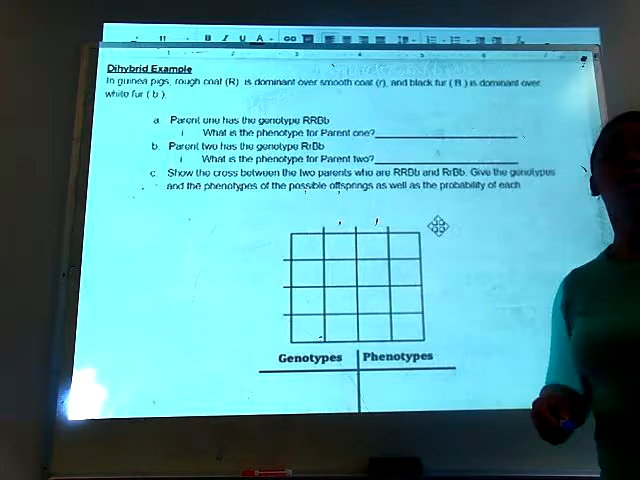 11 B I U A
Dihybrid Example
In guinea pigs, rough coat (R) is dominant over smooth coat (r), and black fur ( B ) is dominant over
white fur ( b ).
a. Parent one has the genotype RRBb
i. What is the phenotype for Parent one?
b. Parent two has the genotype RrBb
i. What is the phenotype for Parent two?
c. Show the cross between the two parents who are RRBb and RrBb. Give the genotypes
and the phenotypes of the possible offsprings as well as the probability of each
Genotypes Phenotypes